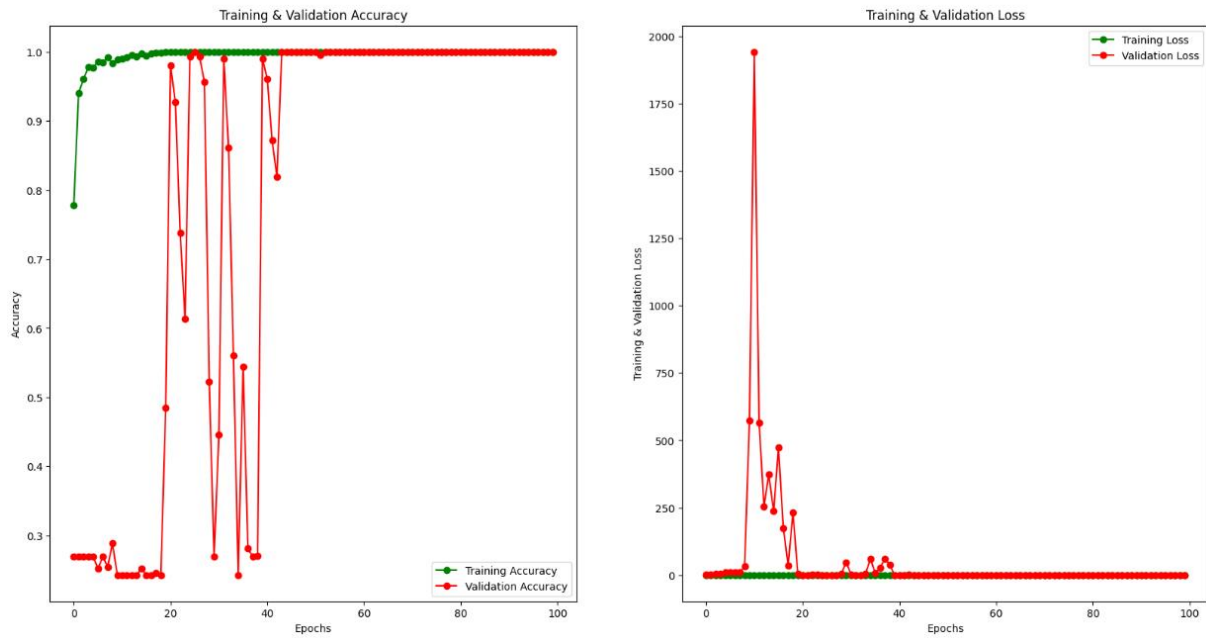 Training & Validation Accuracy
Accuracy
1.0
0.9
0.8
0.7
0.6
0.5
0.4
0.3
0
20
40
60
80
100
Epochs
Training Accuracy
Validation Accuracy
Training & Validation Loss
Training & Validation Loss
2000
1750
1500
1250
1000
750
500
250
0
0
20
40
60
80
100
Epochs
Training Loss
Validation Loss